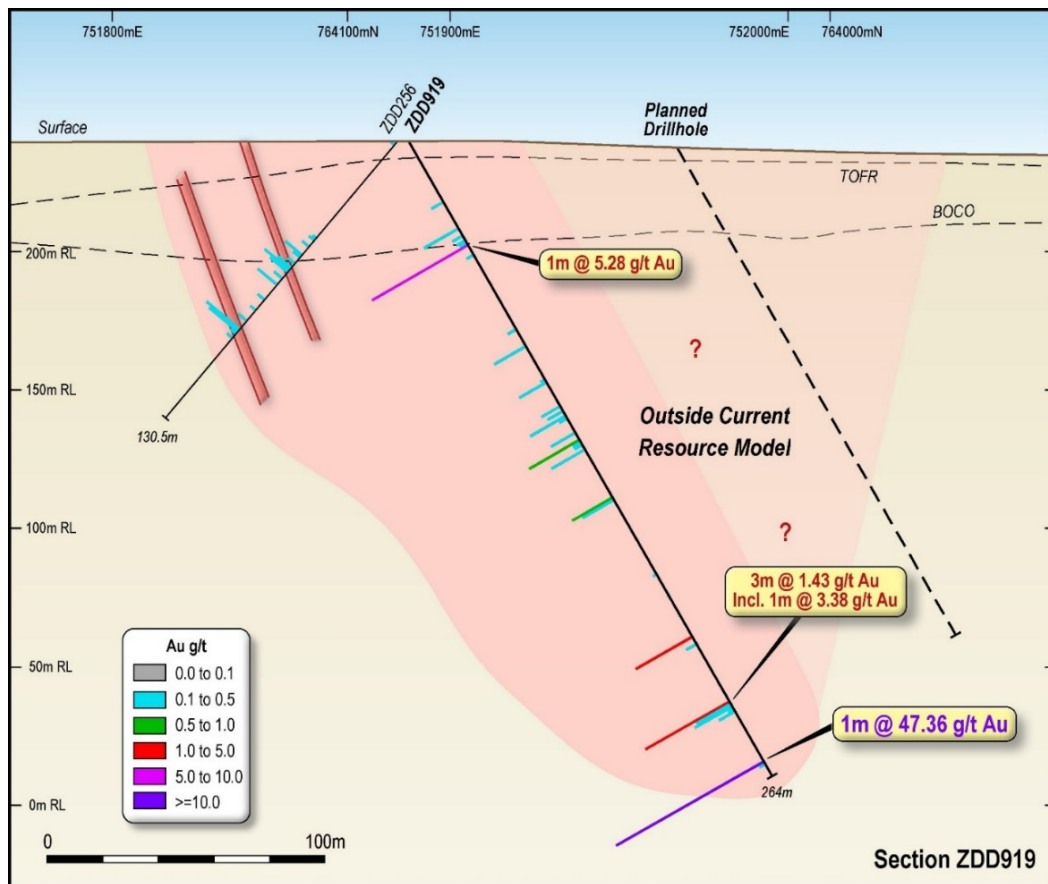 751800mE
764100mN
751900mE
752000mE
764000mN
Surface
ZDD256
ZDD919
Planned
Drillhole
TOFR
BOCO
200m RL
1m @ 5.28 g/t Au
?
150m RL
130.5m
Outside Current
Resource Model
100m RL
?
3m @ 1.43 g/t Au
Incl. 1m @ 3.38 g/t Au
Au g/t
0.0 to 0.1
0.1 to 0.5
0.5 to 1.0
1.0 to 5.0
5.0 to 10.0
>=10.0
50m RL
1m @ 47.36 g/t Au
264m
0m RL
0
100m
Section ZDD919